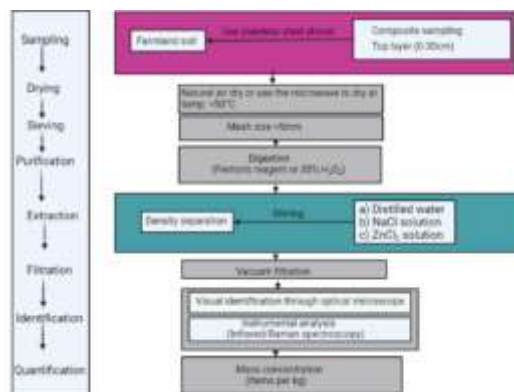 Sampling
Drying
Sieving
Purification
Extraction
Filtration
Identification
Quantification
Farmland soil
Use stainless steel shovel
Composite sampling
Top layer (0-30cm)
Natural air dry or use the microwave to dry at
temp. <50°C
Mesh size <5mm
Digestion
(Fenton's reagent or 30% H₂O₂)
Density separation
Stirring
a) Distilled water
b) NaCl solution
c) ZnCl₂ solution
Vacuum filtration
Visual identification through optical microscope
Instrumental analysis
(Infrared/Raman spectroscopy)
concentration
(Items per kg)